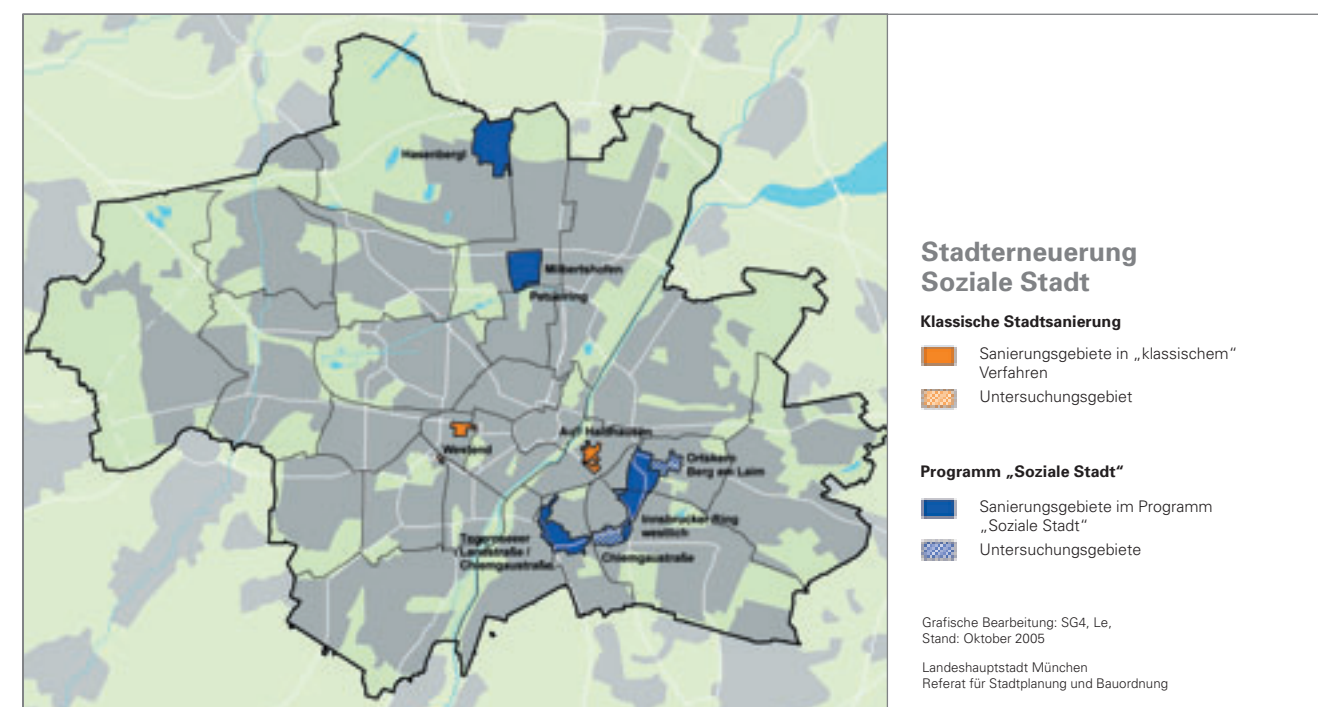 Hasenbergl
Milbertshofen
Petuelring
Westend
Haidhausen
Ortskern
Berg am Laim
Innsbrucker Ring
westlich
Tegernseer
Landstraße /
Chiemgaustraße
Chiemgaustraße
Stadterneuerung
Soziale Stadt
Klassische Stadtsanierung
Sanierungsgebiete in „klassischem“
Verfahren
Untersuchungsgebiet
Programm „Soziale Stadt“
Sanierungsgebiete im Programm
„Soziale Stadt“
Untersuchungsgebiete
Grafische Bearbeitung: SG4, Le,
Stand: Oktober 2005
Landeshauptstadt München
Referat für Stadtplanung und Bauordnung